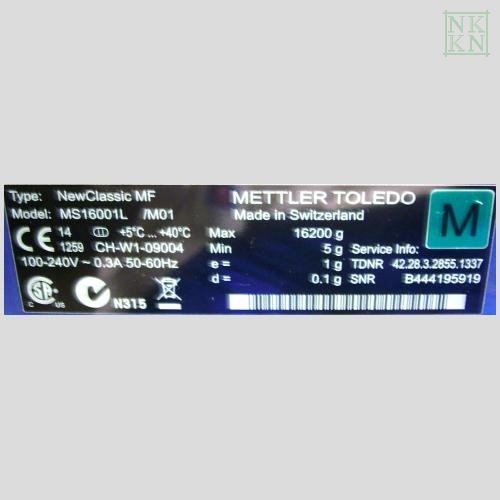 NK
KN
Type: NewClassic MF
Model: MS16001L /M01
CE 14 +5°C ... +40°C
1259 CH-W1-09004
100-240V ~ 0.3A 50-60Hz
C US
N315
METTLER TOLEDO
Made in Switzerland
Max 16200 g
Min 5 g
e = 1 g
d = 0.1 g
Service Info:
TDNR 42.28.3.2855.1337
SNR B444195919
M